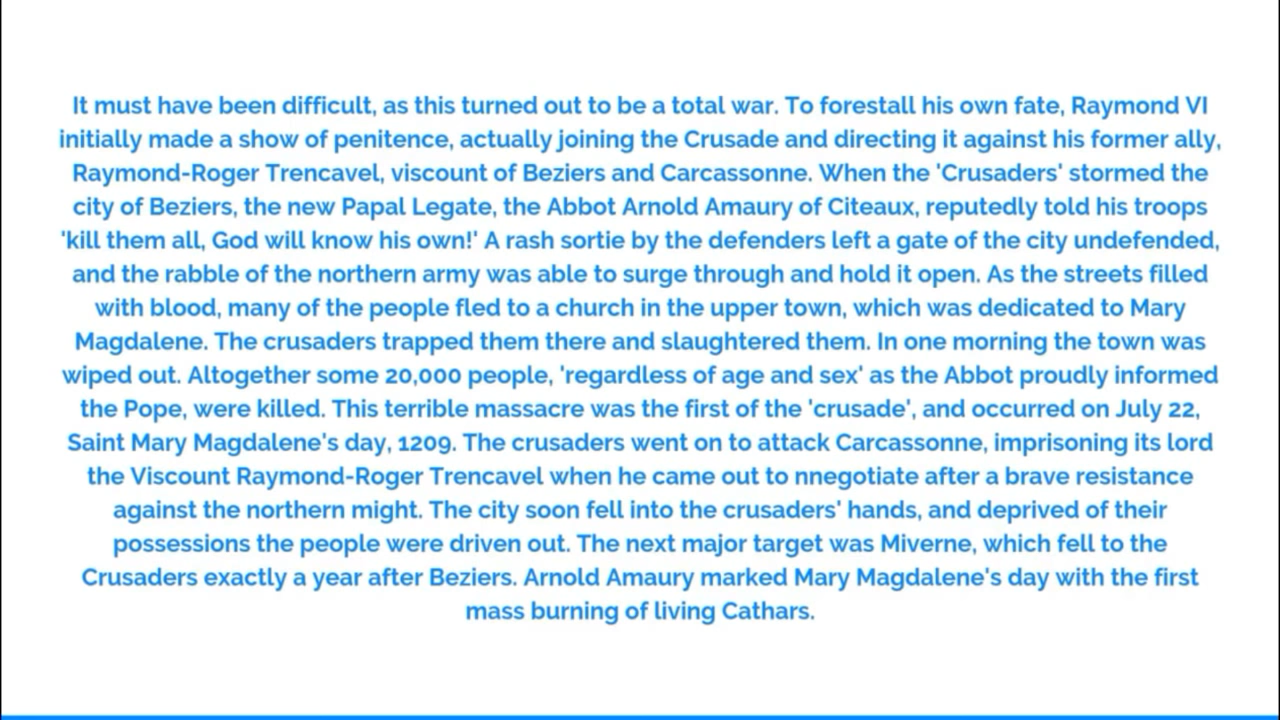 It must have been difficult, as this turned out to be a total war. To forestall his own fate, Raymond VI
initially made a show of penitence, actually joining the Crusade and directing it against his former ally,
Raymond-Roger Trencavel, viscount of Beziers and Carcassonne. When the 'Crusaders' stormed the
city of Beziers, the new Papal Legate, the Abbot Arnold Amaury of Citeaux, reputedly told his troops
'kill them all, God will know his own!' A rash sortie by the defenders left a gate of the city undefended,
and the rabble of the northern army was able to surge through and hold it open. As the streets filled
with blood, many of the people fled to a church in the upper town, which was dedicated to Mary
Magdalene. The crusaders trapped them there and slaughtered them. In one morning the town was
wiped out. Altogether some 20,000 people, 'regardless of age and sex' as the Abbot proudly informed
the Pope, were killed. This terrible massacre was the first of the 'crusade', and occurred on July 22,
Saint Mary Magdalene's day, 1209. The crusaders went on to attack Carcassonne, imprisoning its lord
the Viscount Raymond-Roger Trencavel when he came out to nnegotiate after a brave resistance
against the northern might. The city soon fell into the crusaders' hands, and deprived of their
possessions the people were driven out. The next major target was Miverne, which fell to the
Crusaders exactly a year after Beziers. Arnold Amaury marked Mary Magdalene's day with the first
mass burning of living Cathars.